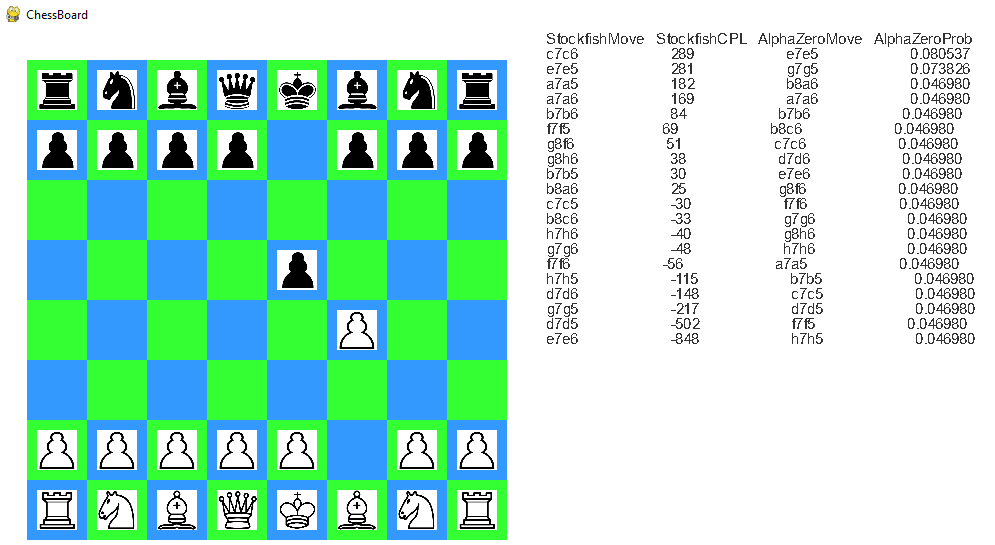 ChessBoard
StockfishMove StockfishCPL AlphaZeroMove AlphaZeroProb
c7c6 289 e7e5 0.080537
e7e5 281 g7g5 0.073826
a7a5 182 b8a6 0.046980
a7a6 169 a7a6 0.046980
b7b6 84 b7b6 0.046980
f7f5 69 b8c6 0.046980
g8f6 51 c7c6 0.046980
g8h6 38 d7d6 0.046980
b7b5 30 e7e6 0.046980
b8a6 25 g8f6 0.046980
c7c5 -30 f7f6 0.046980
b8c6 -33 g7g6 0.046980
h7h6 -40 g8h6 0.046980
g7g6 -48 h7h6 0.046980
f7f6 -56 a7a5 0.046980
h7h5 -115 b7b5 0.046980
d7d6 -148 c7c5 0.046980
g7g5 -217 d7d5 0.046980
d7d5 -502 f7f5 0.046980
e7e6 -848 h7h5 0.046980